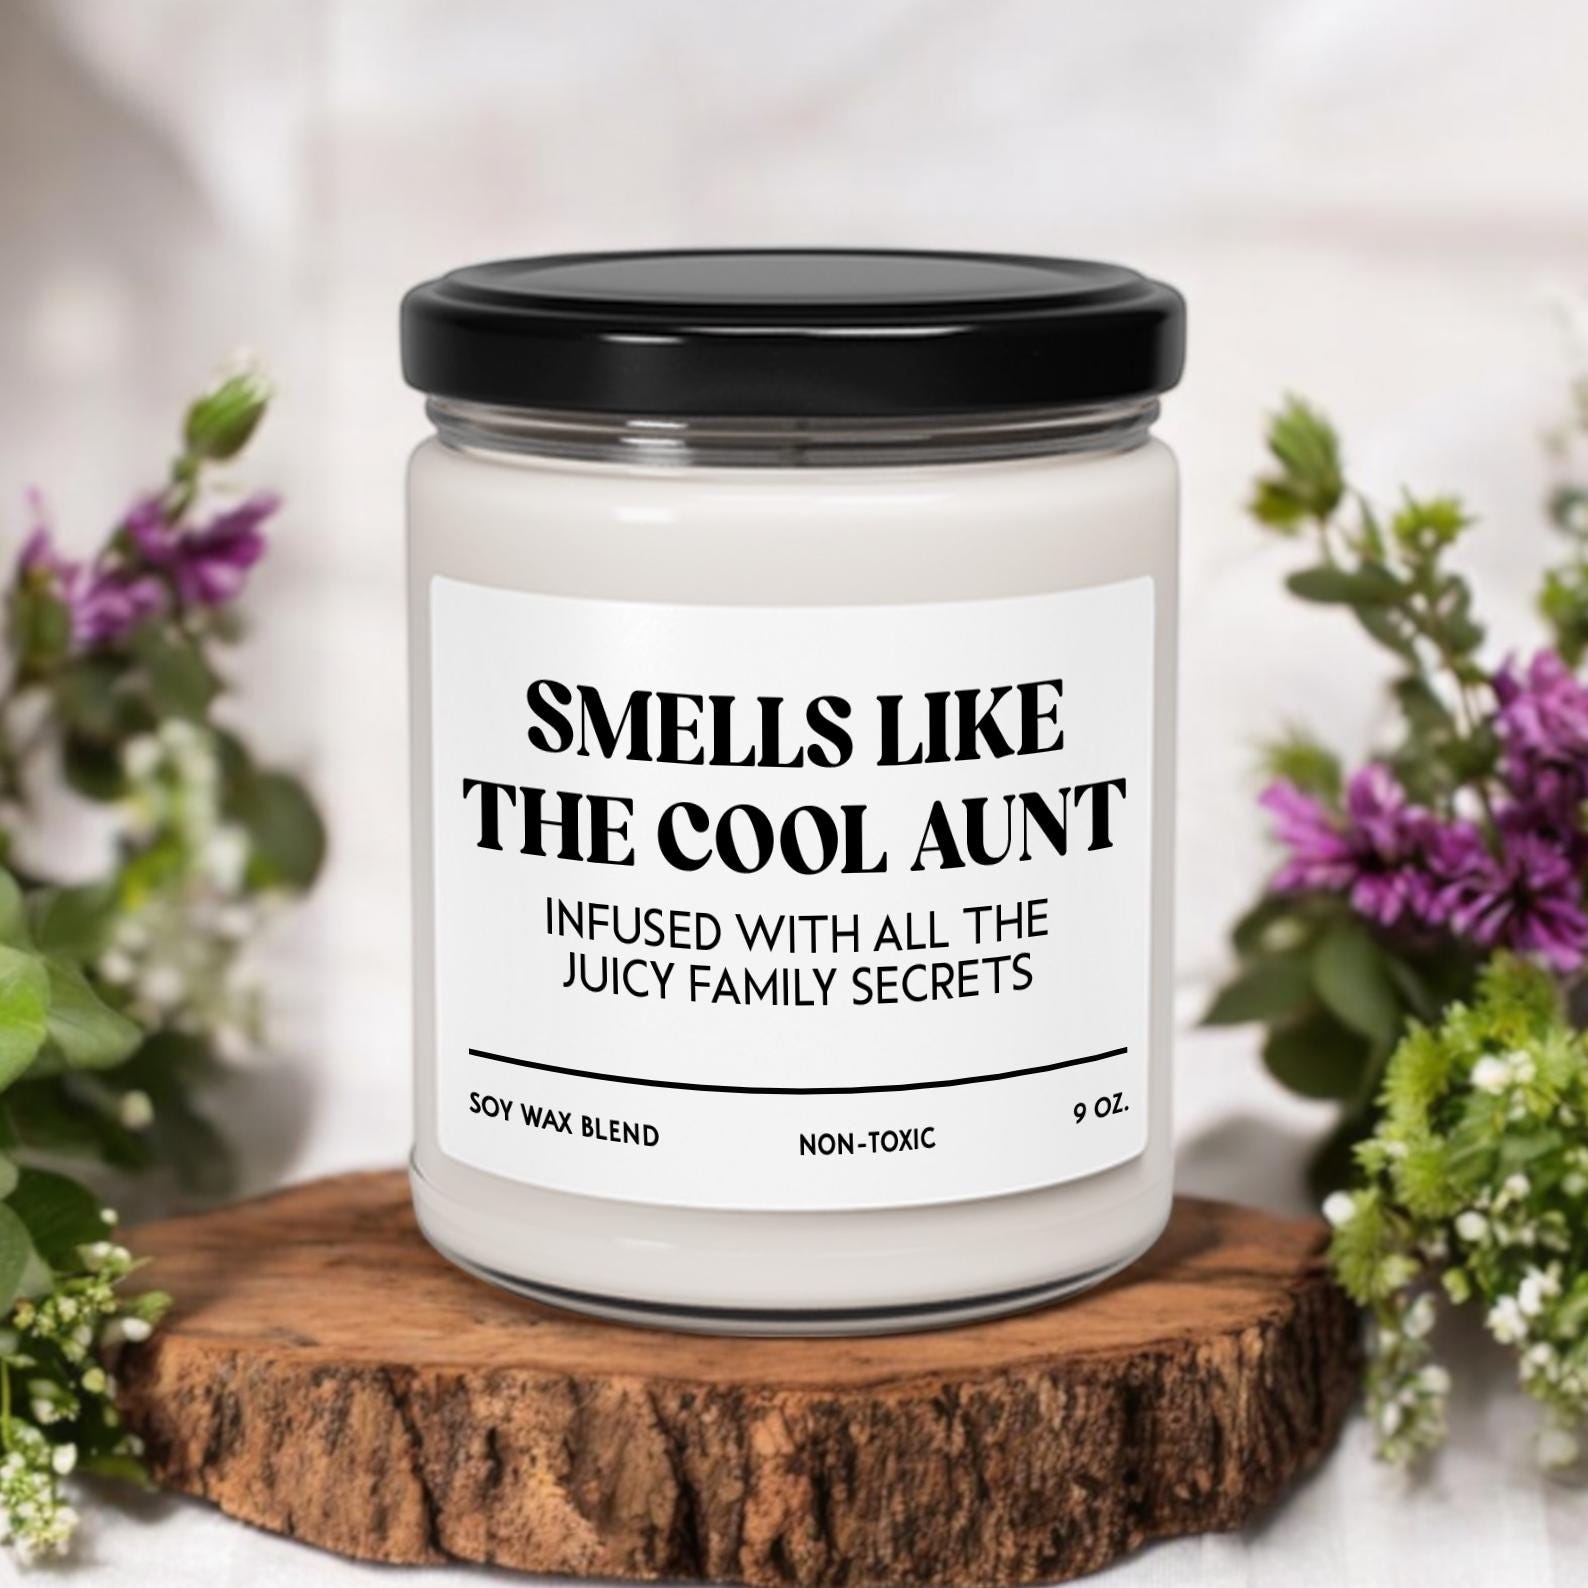 SMELLS LIKE
THE COOL AUNT
INFUSED WITH ALL THE
JUICY FAMILY SECRETS
SOY WAX BLEND NON-TOXIC 9 OZ.